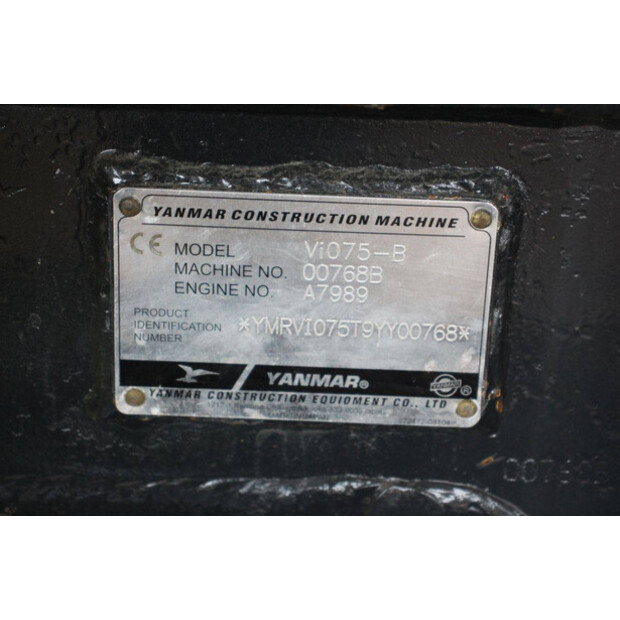 YANMAR CONSTRUCTION MACHINE
CE MODEL Vi075-B
MACHINE NO. 00768B
ENGINE NO. A7989
PRODUCT
IDENTIFICATION
NUMBER
*YMRVI075T9YY00768*
YANMAR®
YANMAR CONSTRUCTION EQUIPMENT CO., LTD